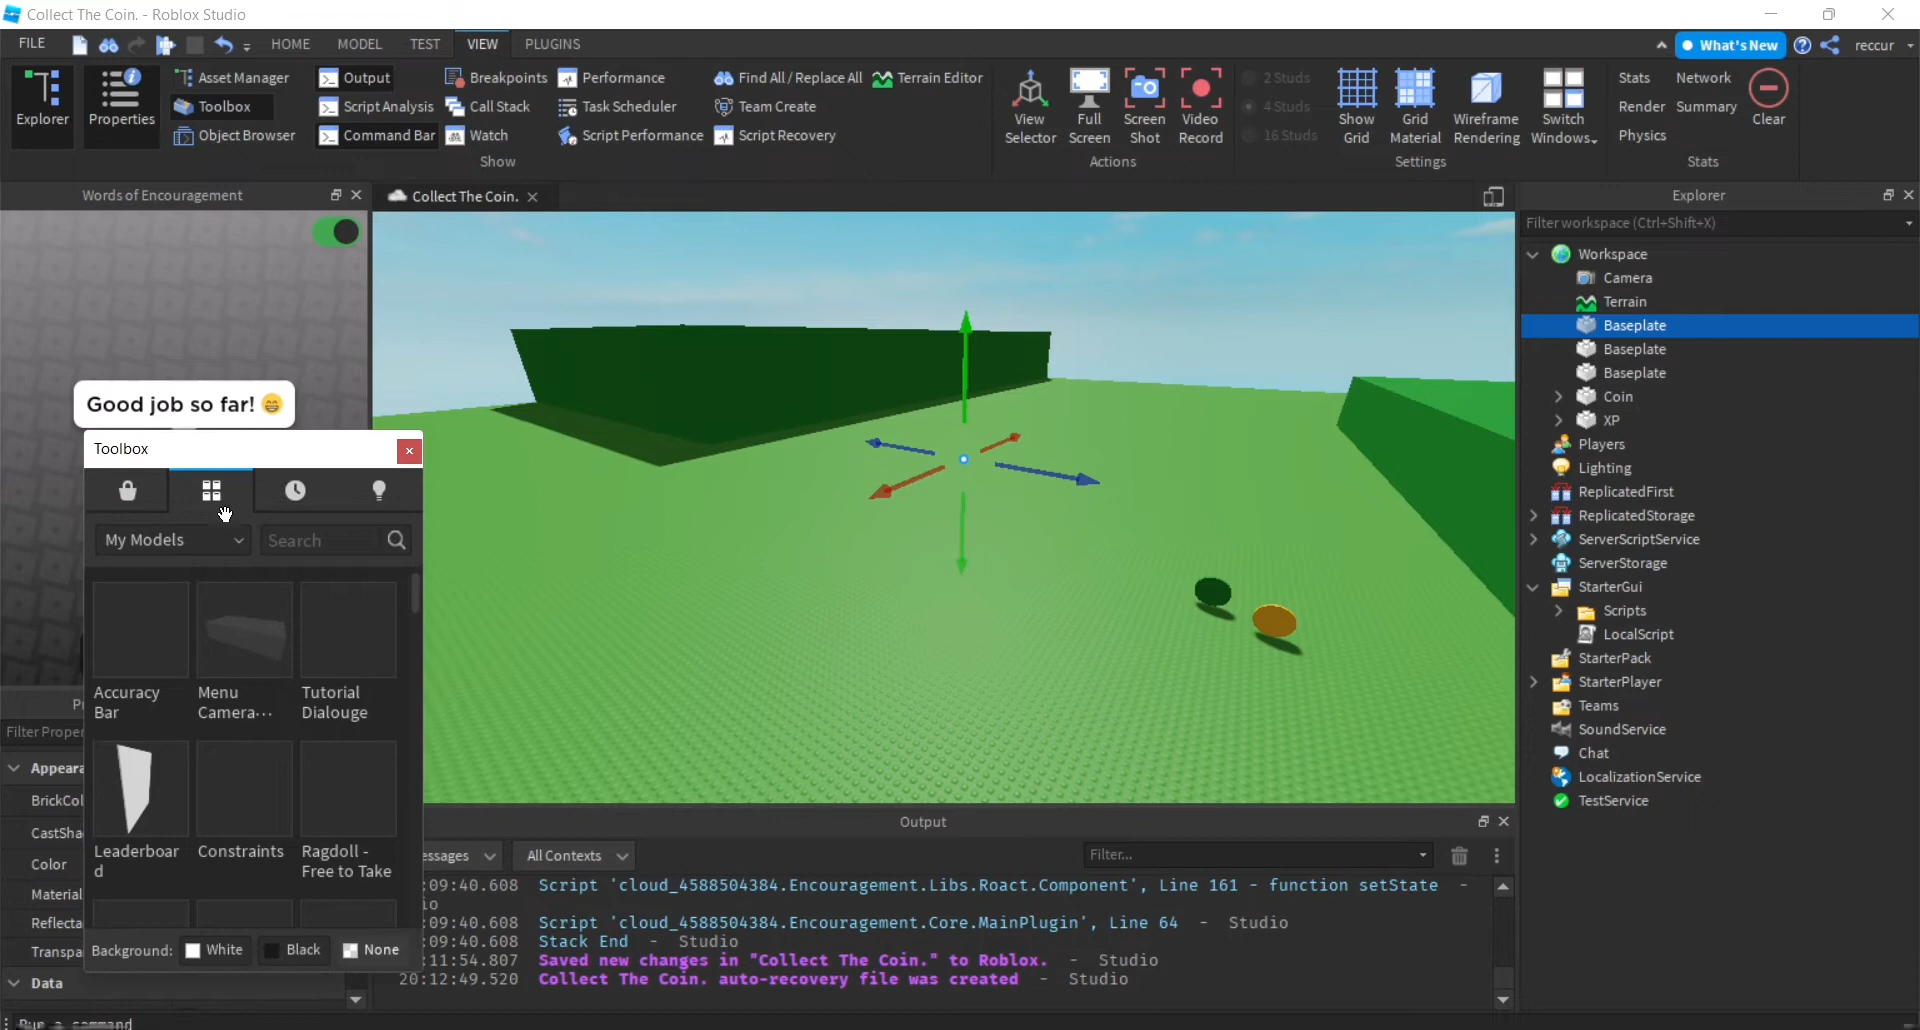 Collect The Coin. - Roblox Studio
FILE
HOME
MODEL
TEST
VIEW
PLUGINS
What's New
reccur
Explorer
Properties
Asset Manager
Toolbox
Object Browser
Output
Script Analysis
Command Bar
Breakpoints
Call Stack
Watch
Performance
Task Scheduler
Script Performance
Find All / Replace All
Team Create
Script Recovery
Terrain Editor
Show
View
Selector
Full
Screen
Screen
Shot
Video
Record
Actions
2 Studs
4 Studs
16 Studs
Show
Grid
Grid
Material
Wireframe
Rendering
Switch
Windows
Settings
Stats
Network
Render
Summary
Physics
Clear
Stats
Words of Encouragement
Good job so far!
Collect The Coin.
Toolbox
My Models
Search
Accuracy
Bar
Menu
Camera...
Tutorial
Dialouge
Leaderboar
d
Constraints
Ragdoll -
Free to Take
Background:
White
Black
None
Filter Proper
Appeara
BrickCol
CastSha
Color
Material
Reflecta
Transpa
Data
Run a command
Output
essages
All Contexts
Filter...
:09:40.608 Script 'cloud_4588504384.Encouragement.Libs.Roact.Component', Line 161 - function setState -
io
:09:40.608 Script 'cloud_4588504384.Encouragement.Core.MainPlugin', Line 64 - Studio
:09:40.608 Stack End - Studio
:11:54.807 Saved new changes in "Collect The Coin." to Roblox. - Studio
20:12:49.520 Collect The Coin. auto-recovery file was created - Studio
Explorer
Filter workspace (Ctrl+Shift+X)
Workspace
Camera
Terrain
Baseplate
Baseplate
Baseplate
Coin
XP
Players
Lighting
ReplicatedFirst
ReplicatedStorage
ServerScriptService
ServerStorage
StarterGui
Scripts
LocalScript
StarterPack
StarterPlayer
Teams
SoundService
Chat
LocalizationService
TestService